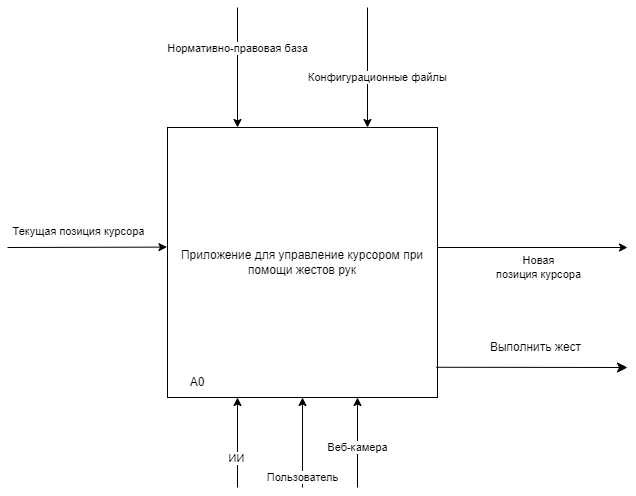 Нормативно-правовая база
Конфигурационные файлы
Текущая позиция курсора
Приложение для управление курсором при
помощи жестов рук
Новая
позиция курсора
Выполнить жест
A0
Веб-камера
ИИ
Пользователь